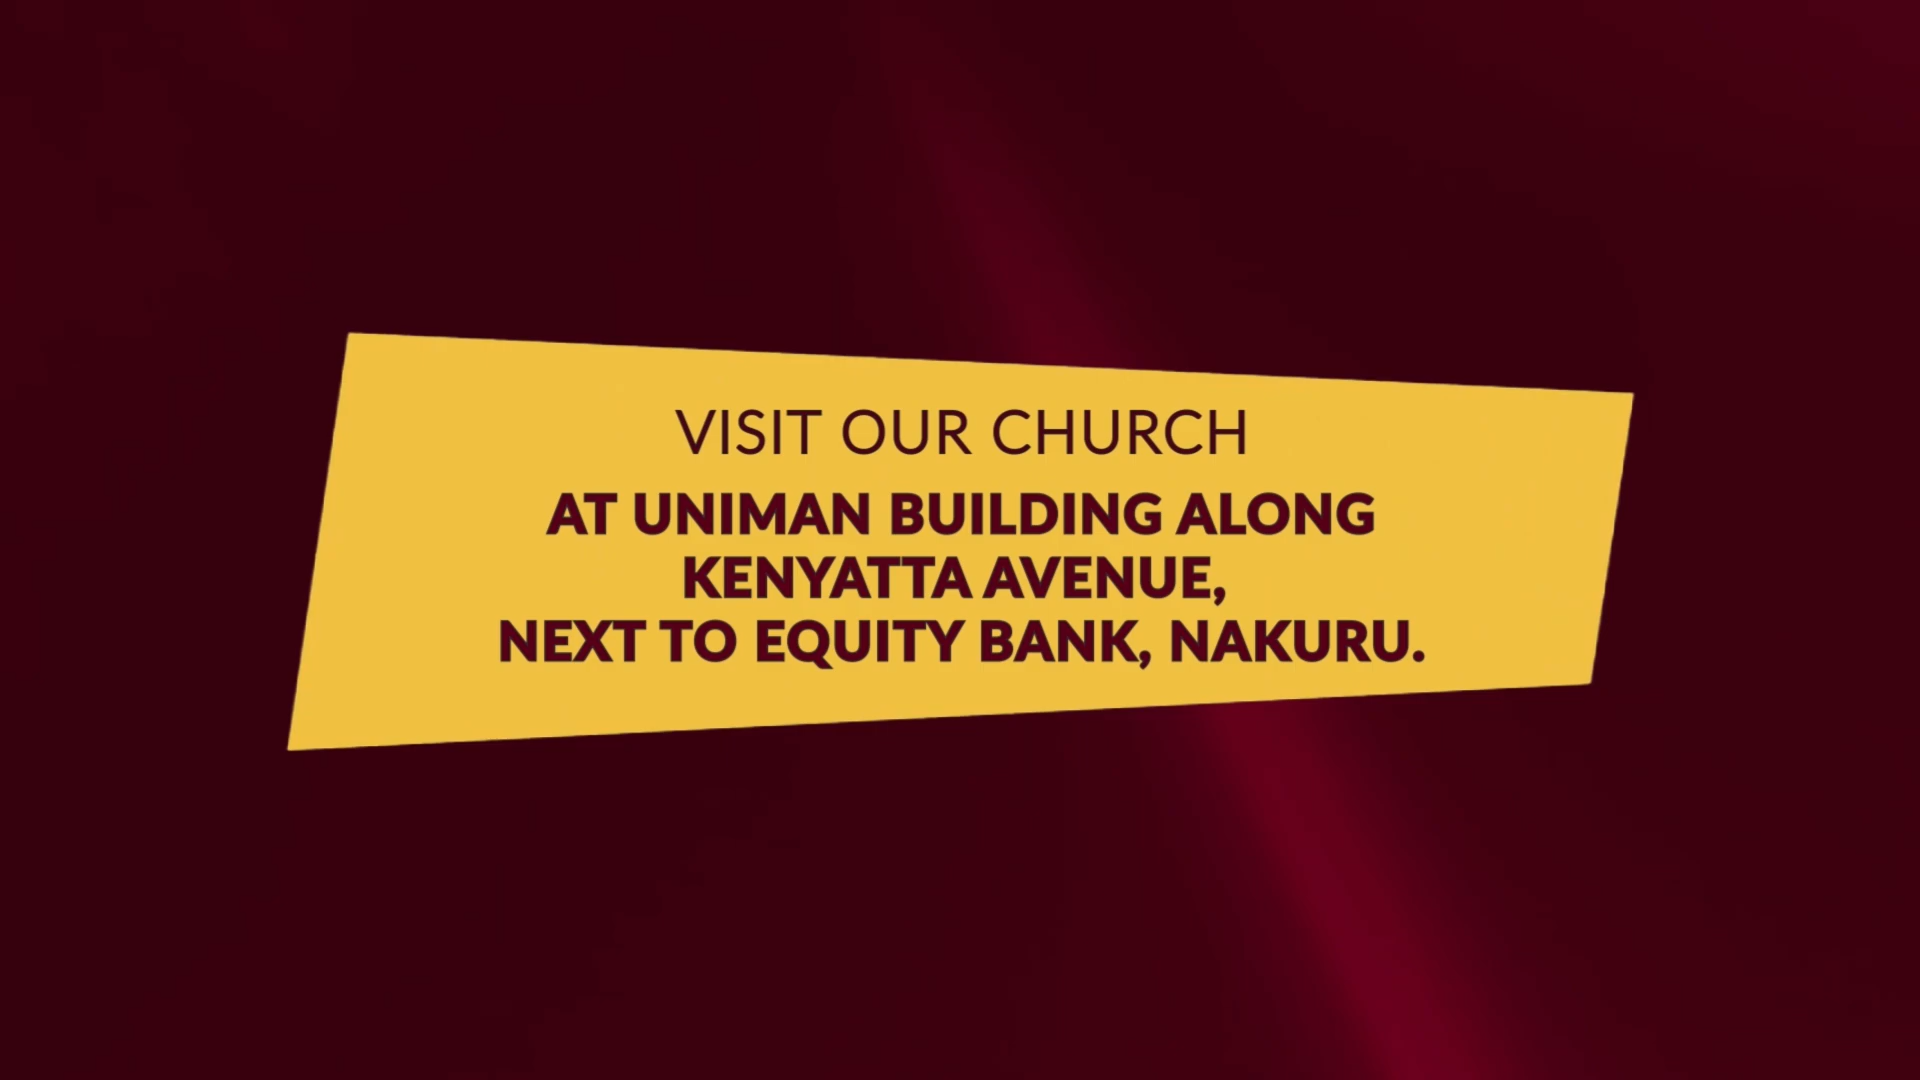 VISIT OUR CHURCH
AT UNIMAN BUILDING ALONG
KENYATTA AVENUE,
NEXT TO EQUITY BANK, NAKURU.